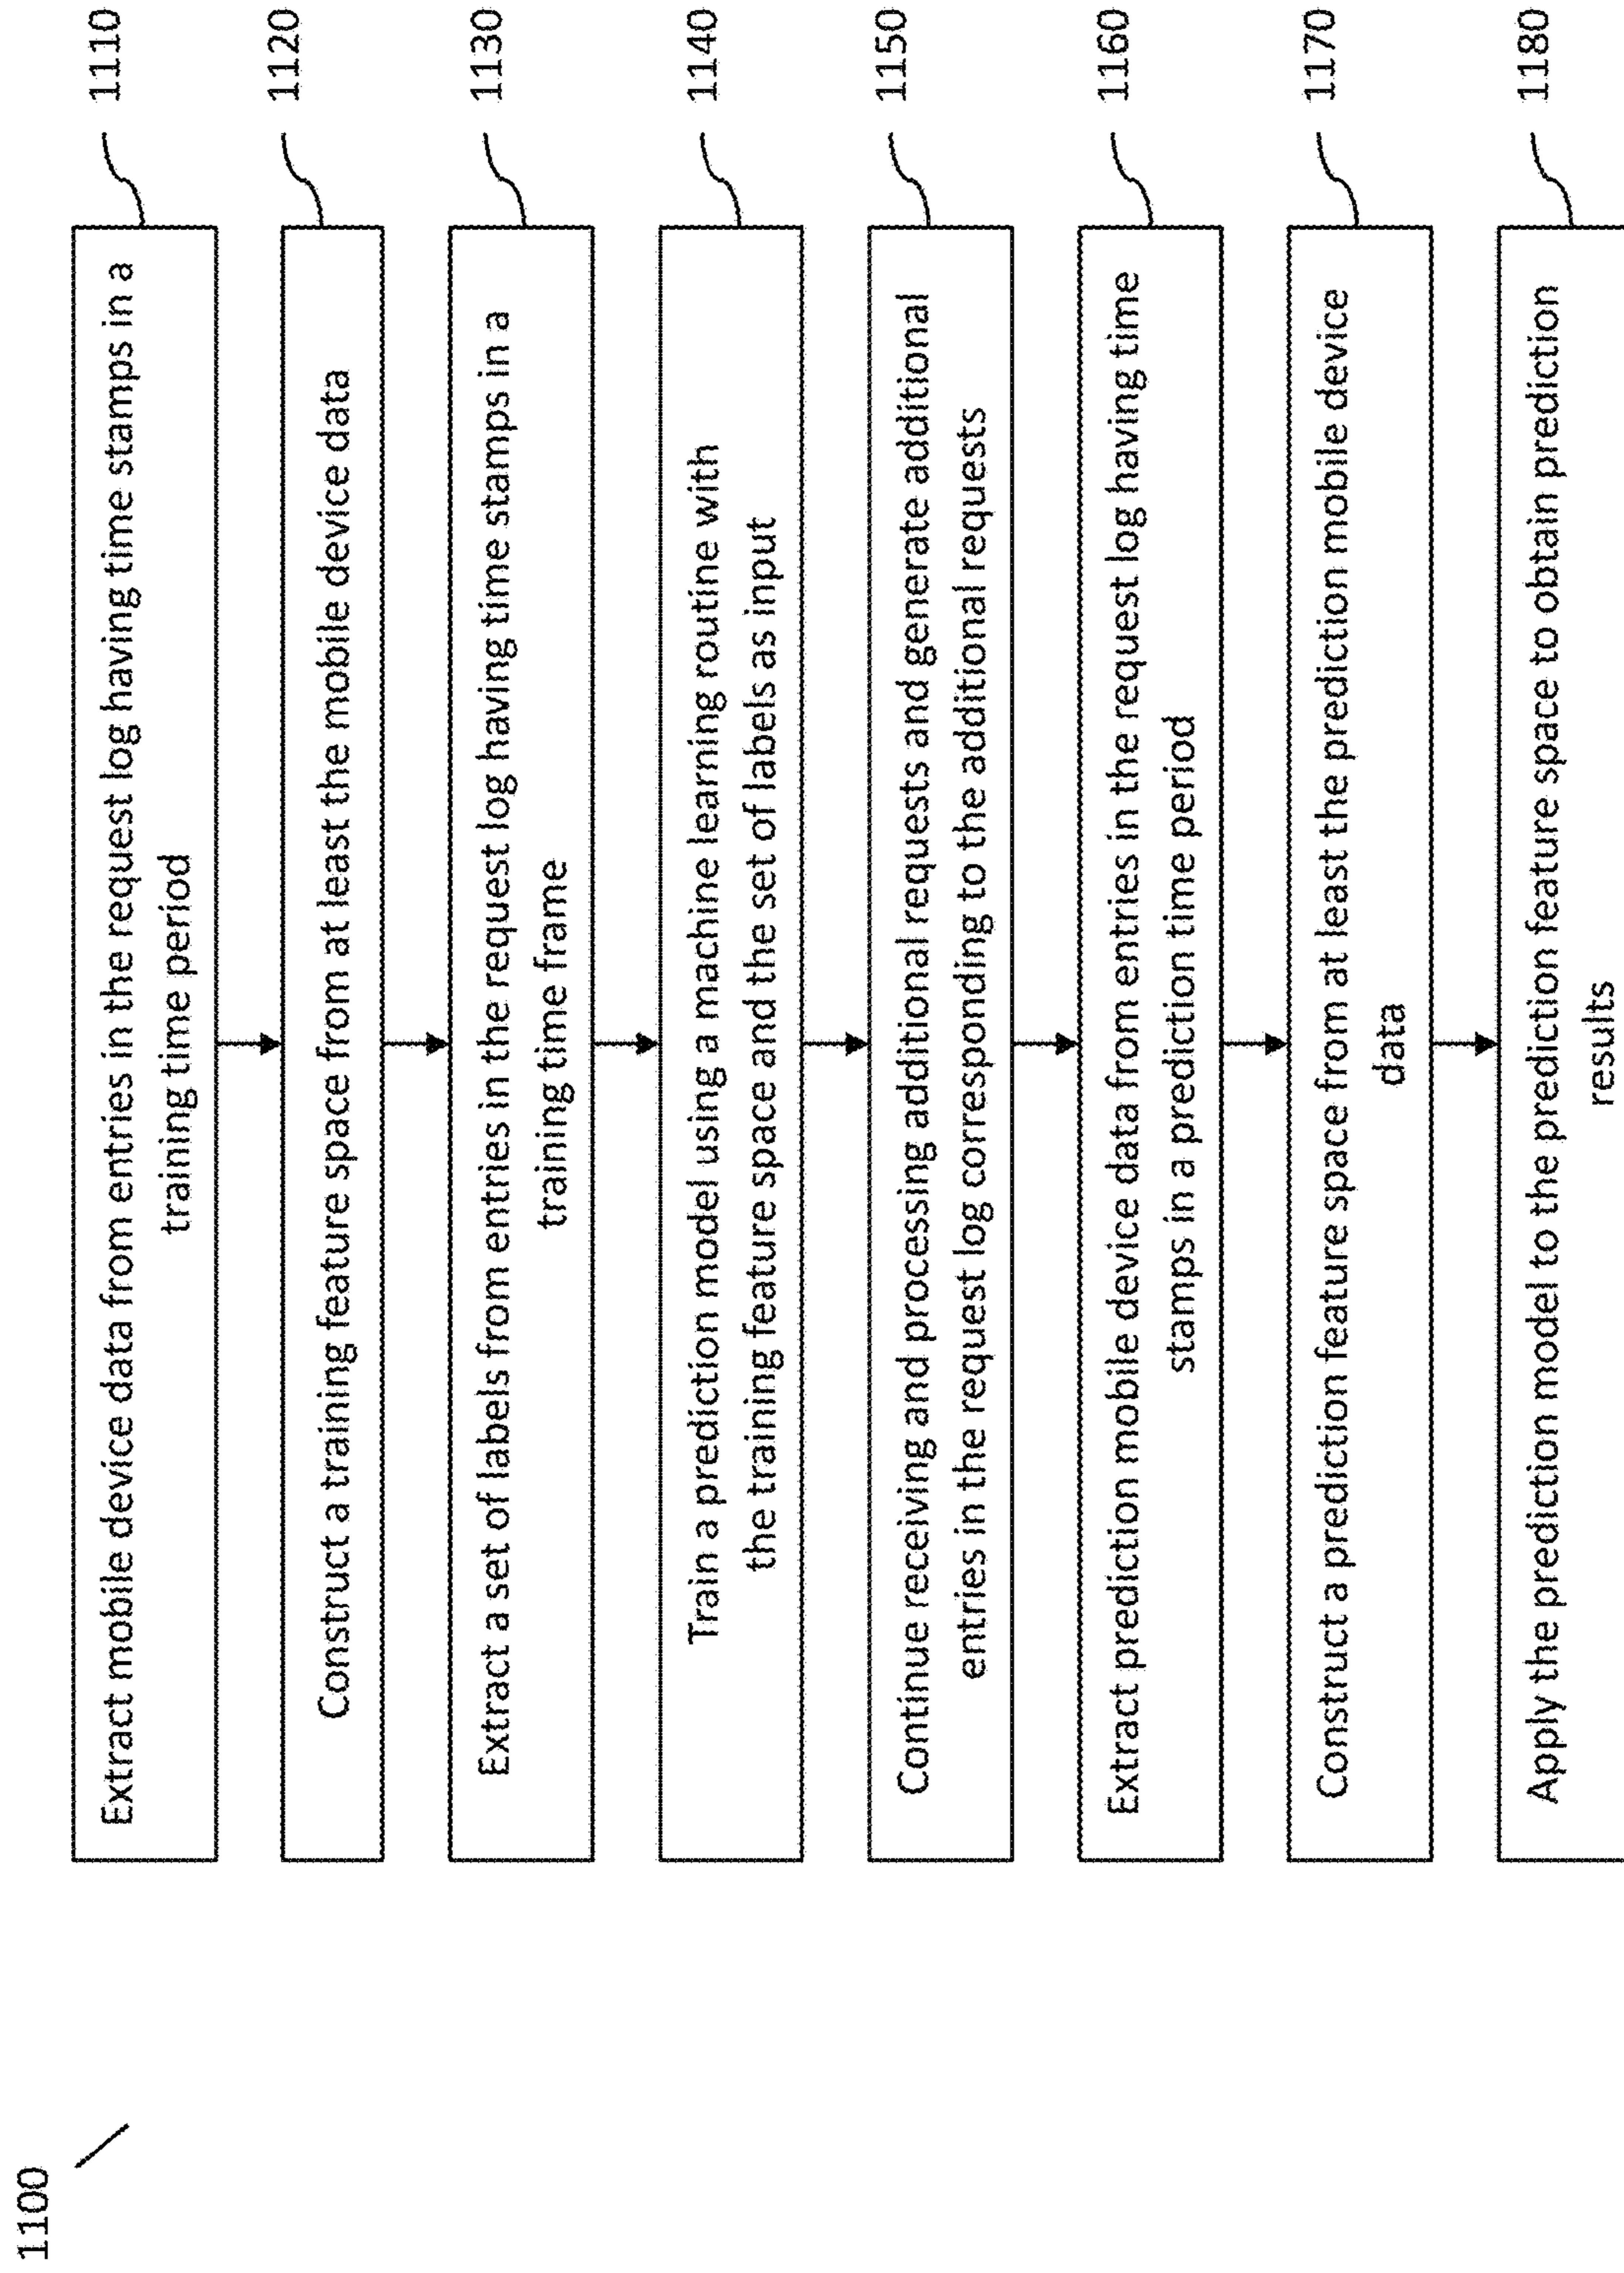 1100
Extract mobile device data from entries in the request log having time stamps in a
training time period
1110
Construct a training feature space from at least the mobile device data
1120
Extract a set of labels from entries in the request log having time stamps in a
training time frame
1130
Train a prediction model using a machine learning routine with
the training feature space and the set of labels as input
1140
Continue receiving and processing additional requests and generate additional
entries in the request log corresponding to the additional requests
1150
Extract prediction mobile device data from entries in the request log having time
stamps in a prediction time period
1160
Construct a prediction feature space from at least the prediction mobile device
data
1170
Apply the prediction model to the prediction feature space to obtain prediction
results
1180